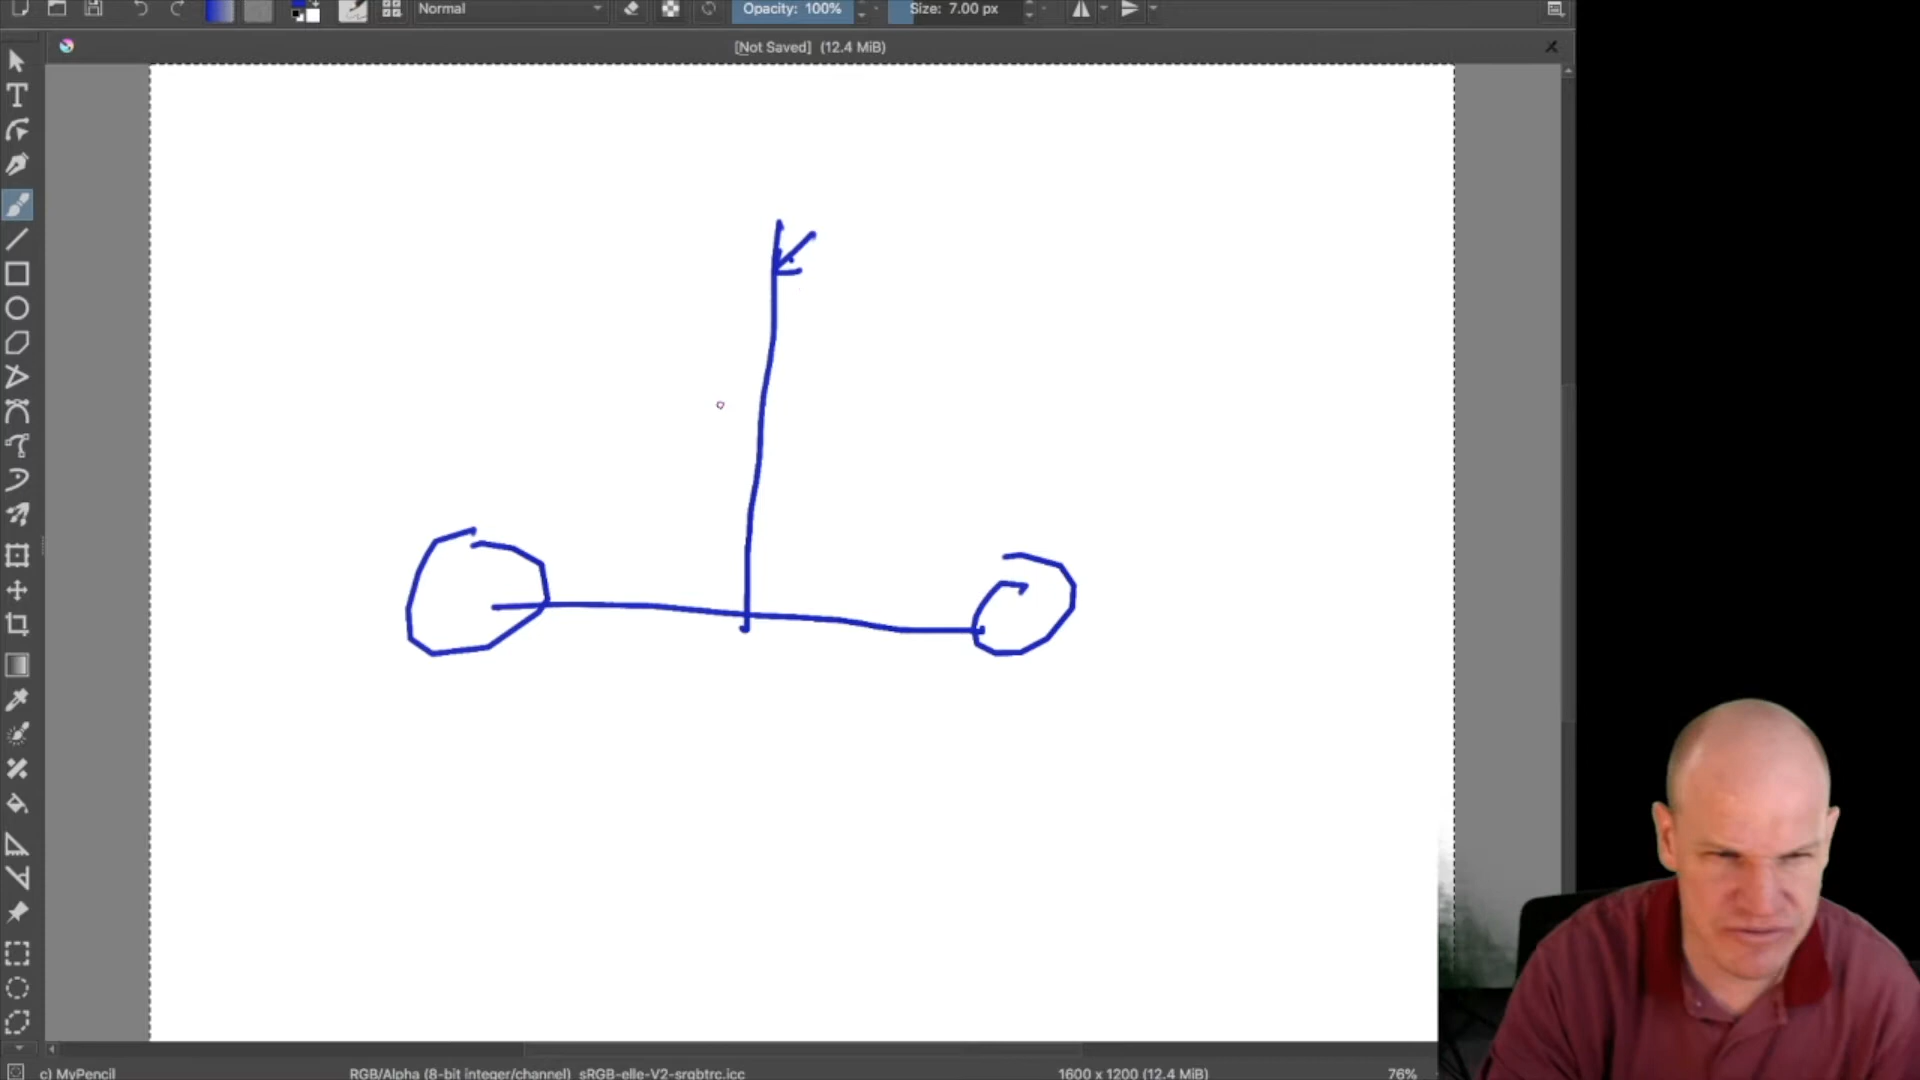 Normal
Opacity: 100%
Size: 7.00 px
[Not Saved] (12.4 MiB)
c) MyPencil
RGB/Alpha (8-bit integer/channel) sRGB-elle-V2-srgbtrc.icc
1600 x 1200 (12.4 MiB)
76%